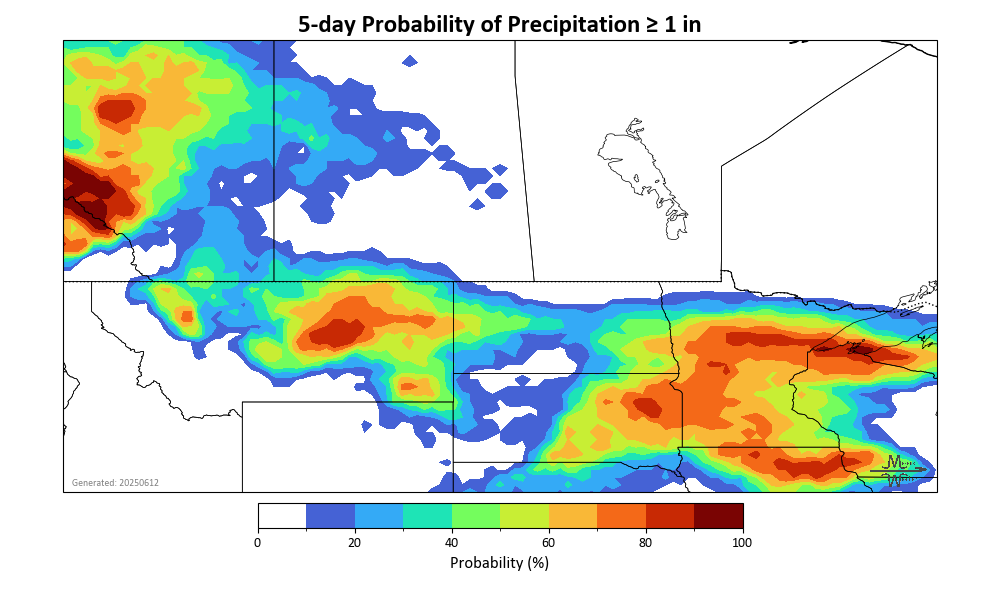 5-day Probability of Precipitation ≥ 1 in
Generated: 20250612
0 20 40 60 80 100
Probability (%)